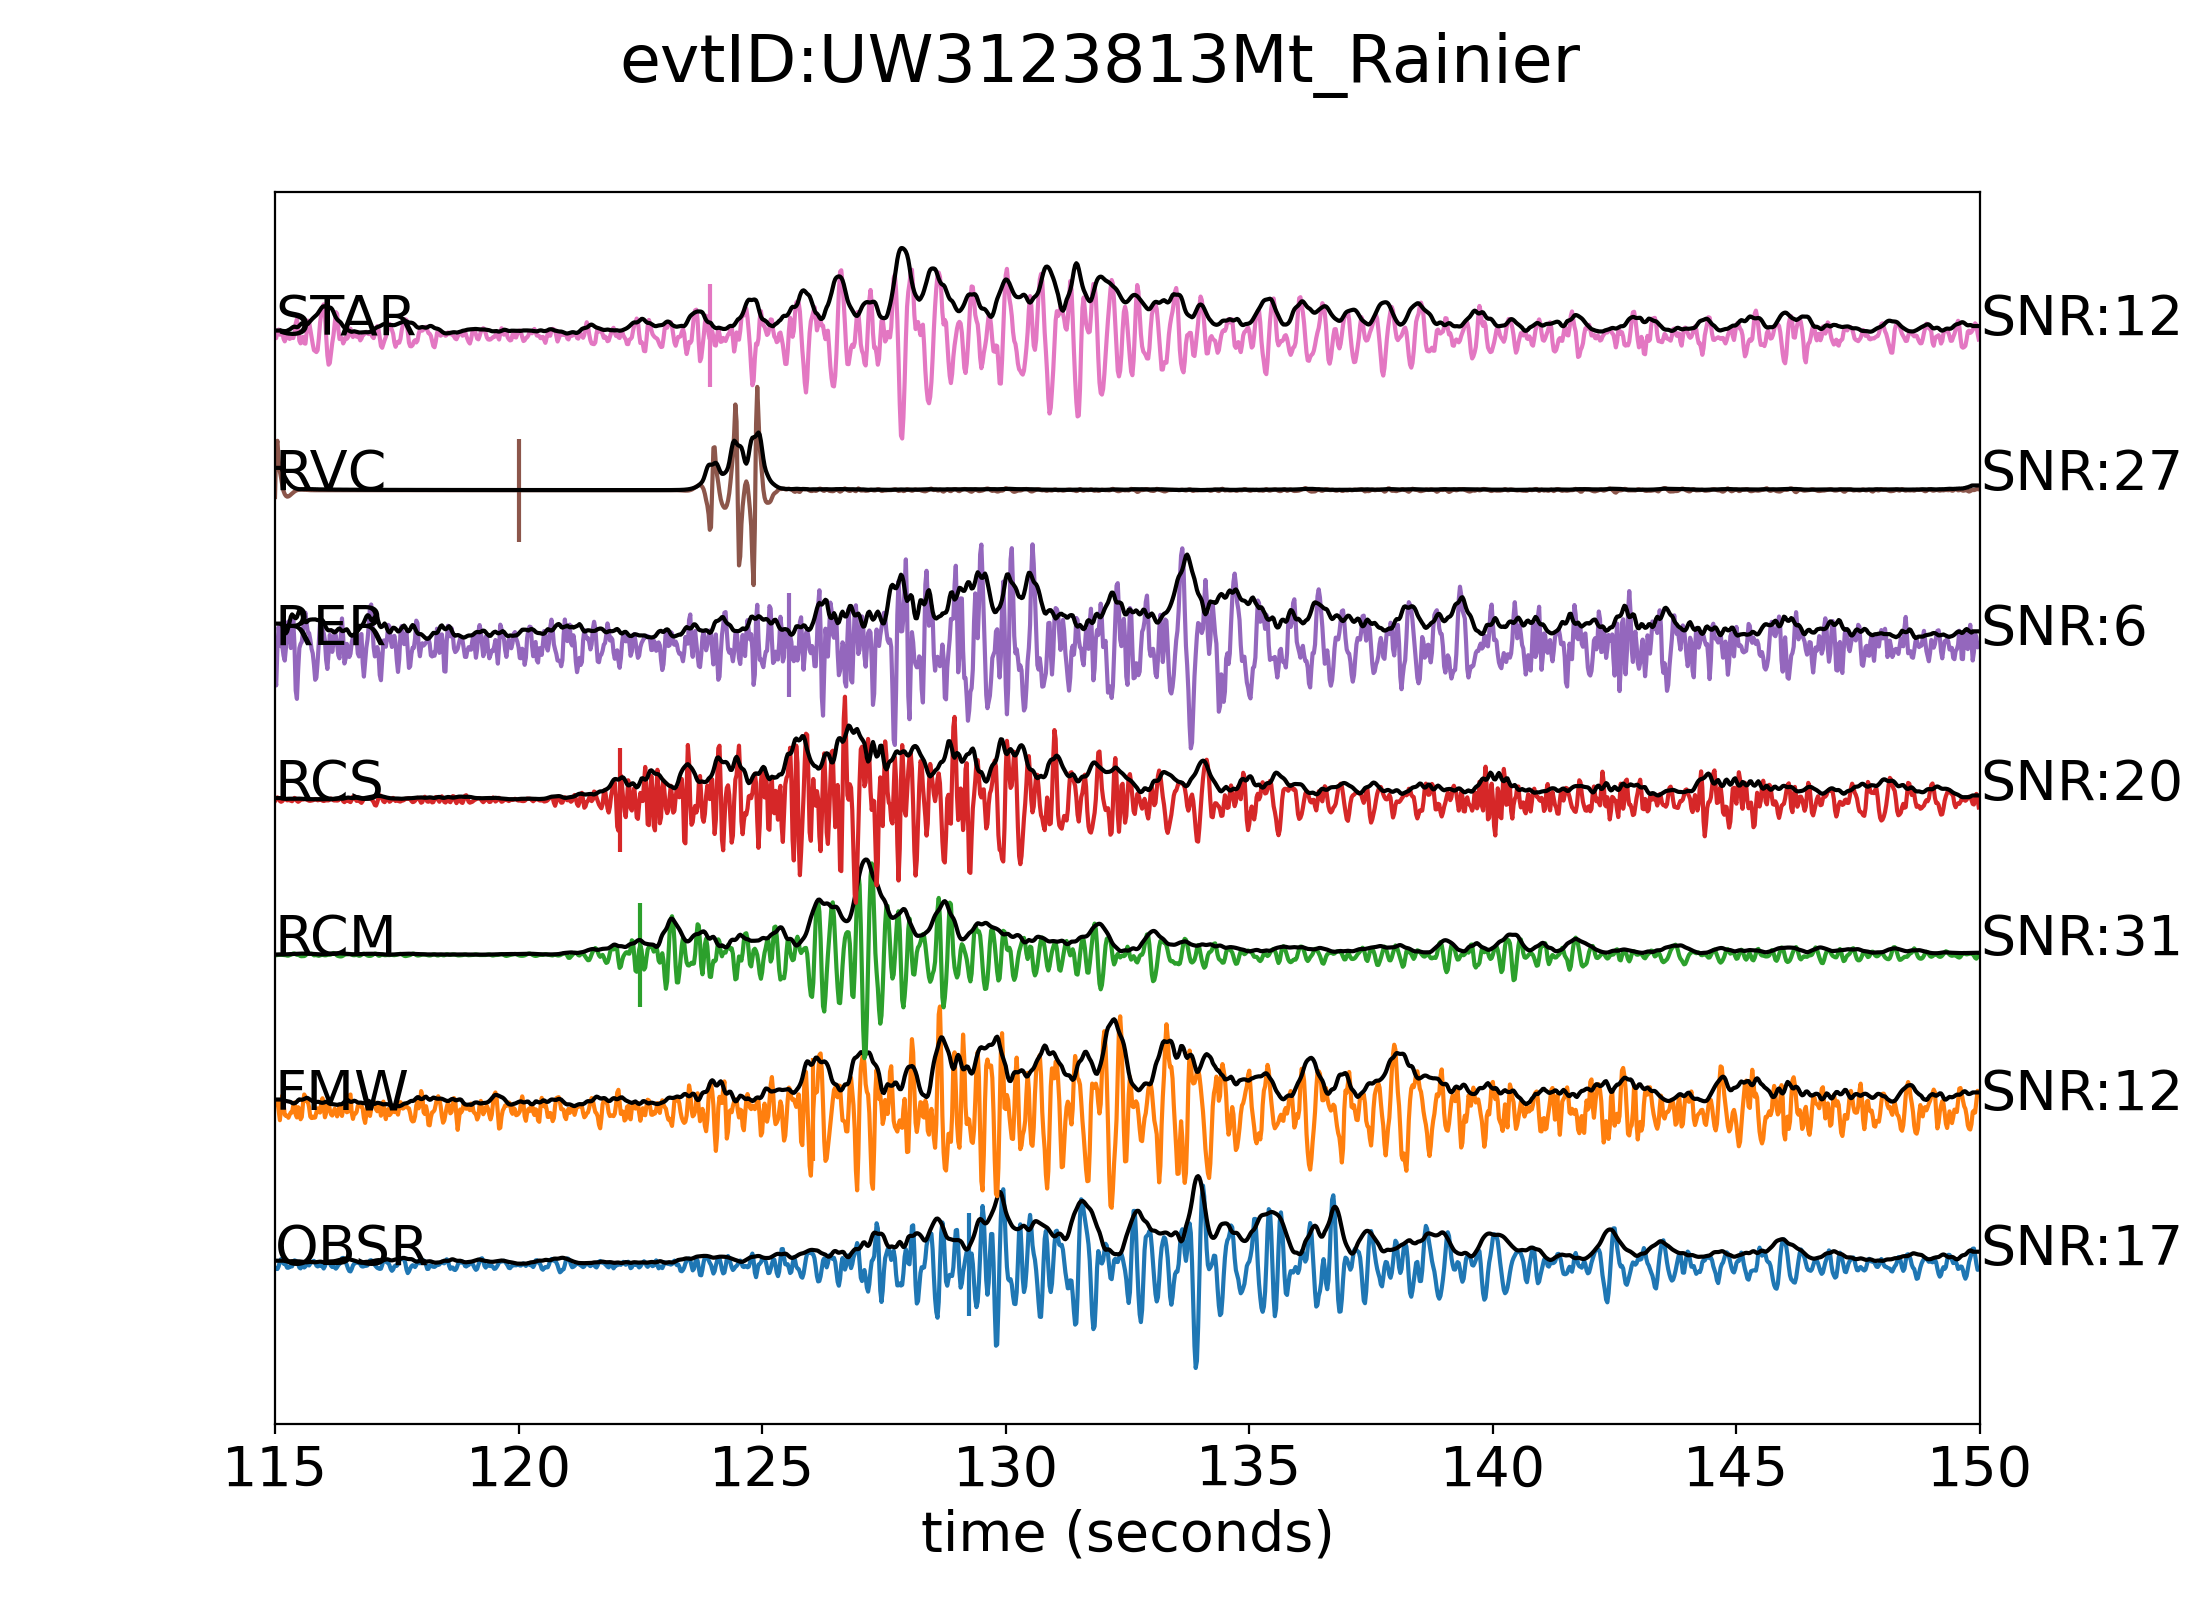 evtID:UW3123813Mt_Rainier
STAR SNR:12
RVC SNR:27
RER SNR:6
RCS SNR:20
RCM SNR:31
FMW SNR:12
OBSR SNR:17
115 120 125 130 135 140 145 150
time (seconds)